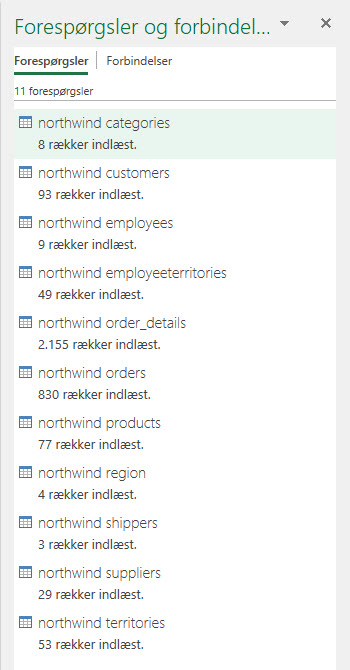 Forespørgsler og forbindel...
Forespørgsler | Forbindelser
11 forespørgsler
northwind categories
8 rækker indlæst.
northwind customers
93 rækker indlæst.
northwind employees
9 rækker indlæst.
northwind employeeterritories
49 rækker indlæst.
northwind order_details
2.155 rækker indlæst.
northwind orders
830 rækker indlæst.
northwind products
77 rækker indlæst.
northwind region
4 rækker indlæst.
northwind shippers
3 rækker indlæst.
northwind suppliers
29 rækker indlæst.
northwind territories
53 rækker indlæst.